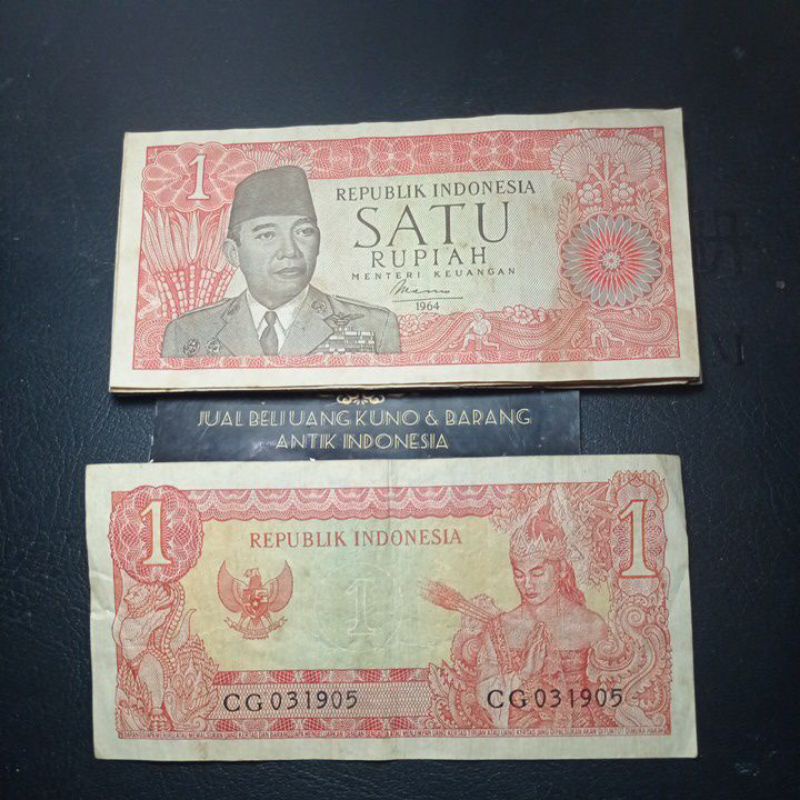 1
REPUBLIK INDONESIA
SATU
RUPIAH
MENTERI KEUANGAN
1964
JUAL BELI UANG KUNO & BARANG
ANTIK INDONESIA
1
1
REPUBLIK INDONESIA
1
CG031905
CG031905